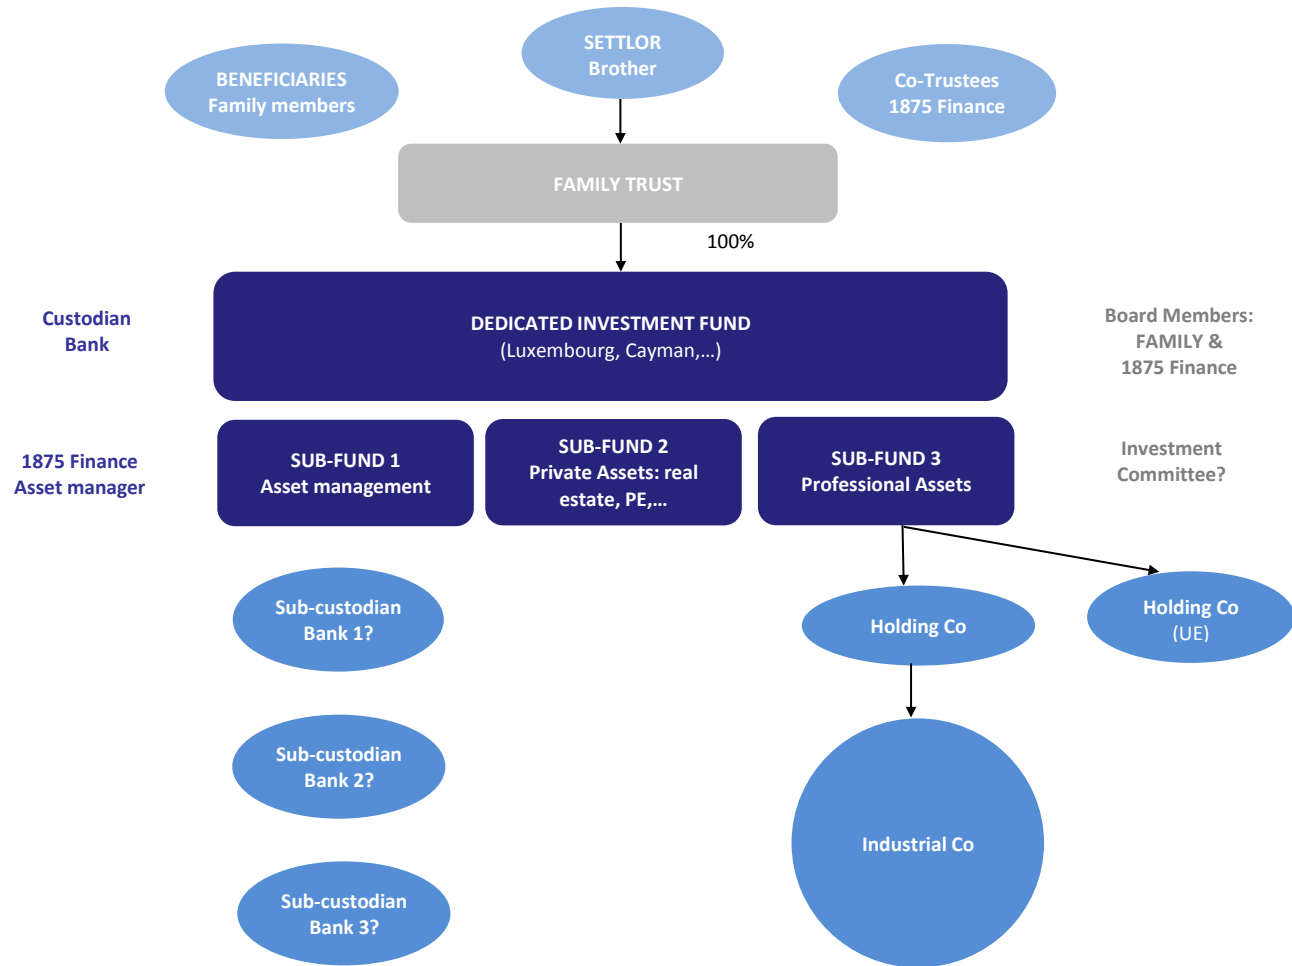 SETTLOR
Brother
BENEFICIARIES
Family members
Co-Trustees
1875 Finance
FAMILY TRUST
100%
Custodian
Bank
DEDICATED INVESTMENT FUND
(Luxembourg, Cayman,...)
Board Members:
FAMILY &
1875 Finance
1875 Finance
Asset manager
SUB-FUND 1
Asset management
SUB-FUND 2
Private Assets: real
estate, PE,...
SUB-FUND 3
Professional Assets
Investment
Committee?
Sub-custodian
Bank 1?
Holding Co
Holding Co
(UE)
Sub-custodian
Bank 2?
Industrial Co
Sub-custodian
Bank 3?